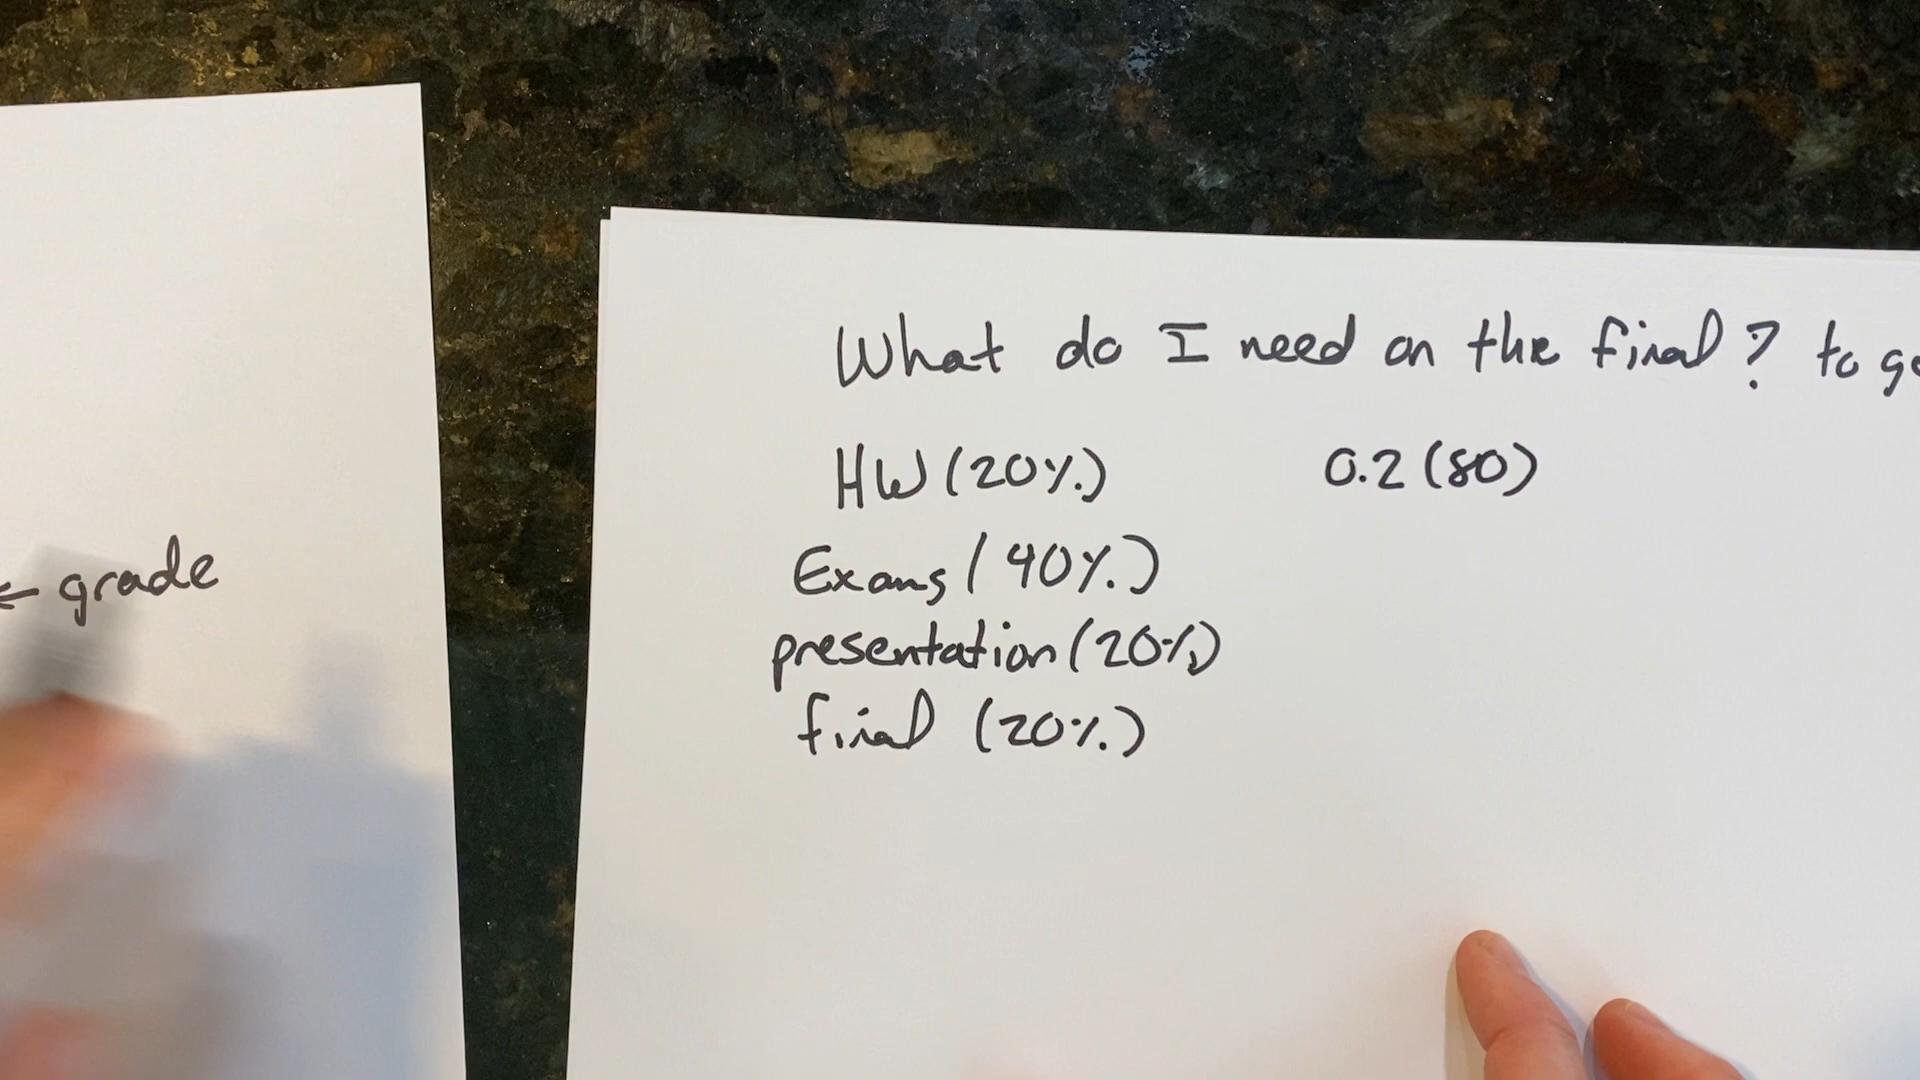 ← grade
What do I need on the final? to
HW (20%) 0.2 (80)
Exams (40%)
presentation (20%)
final (20%)